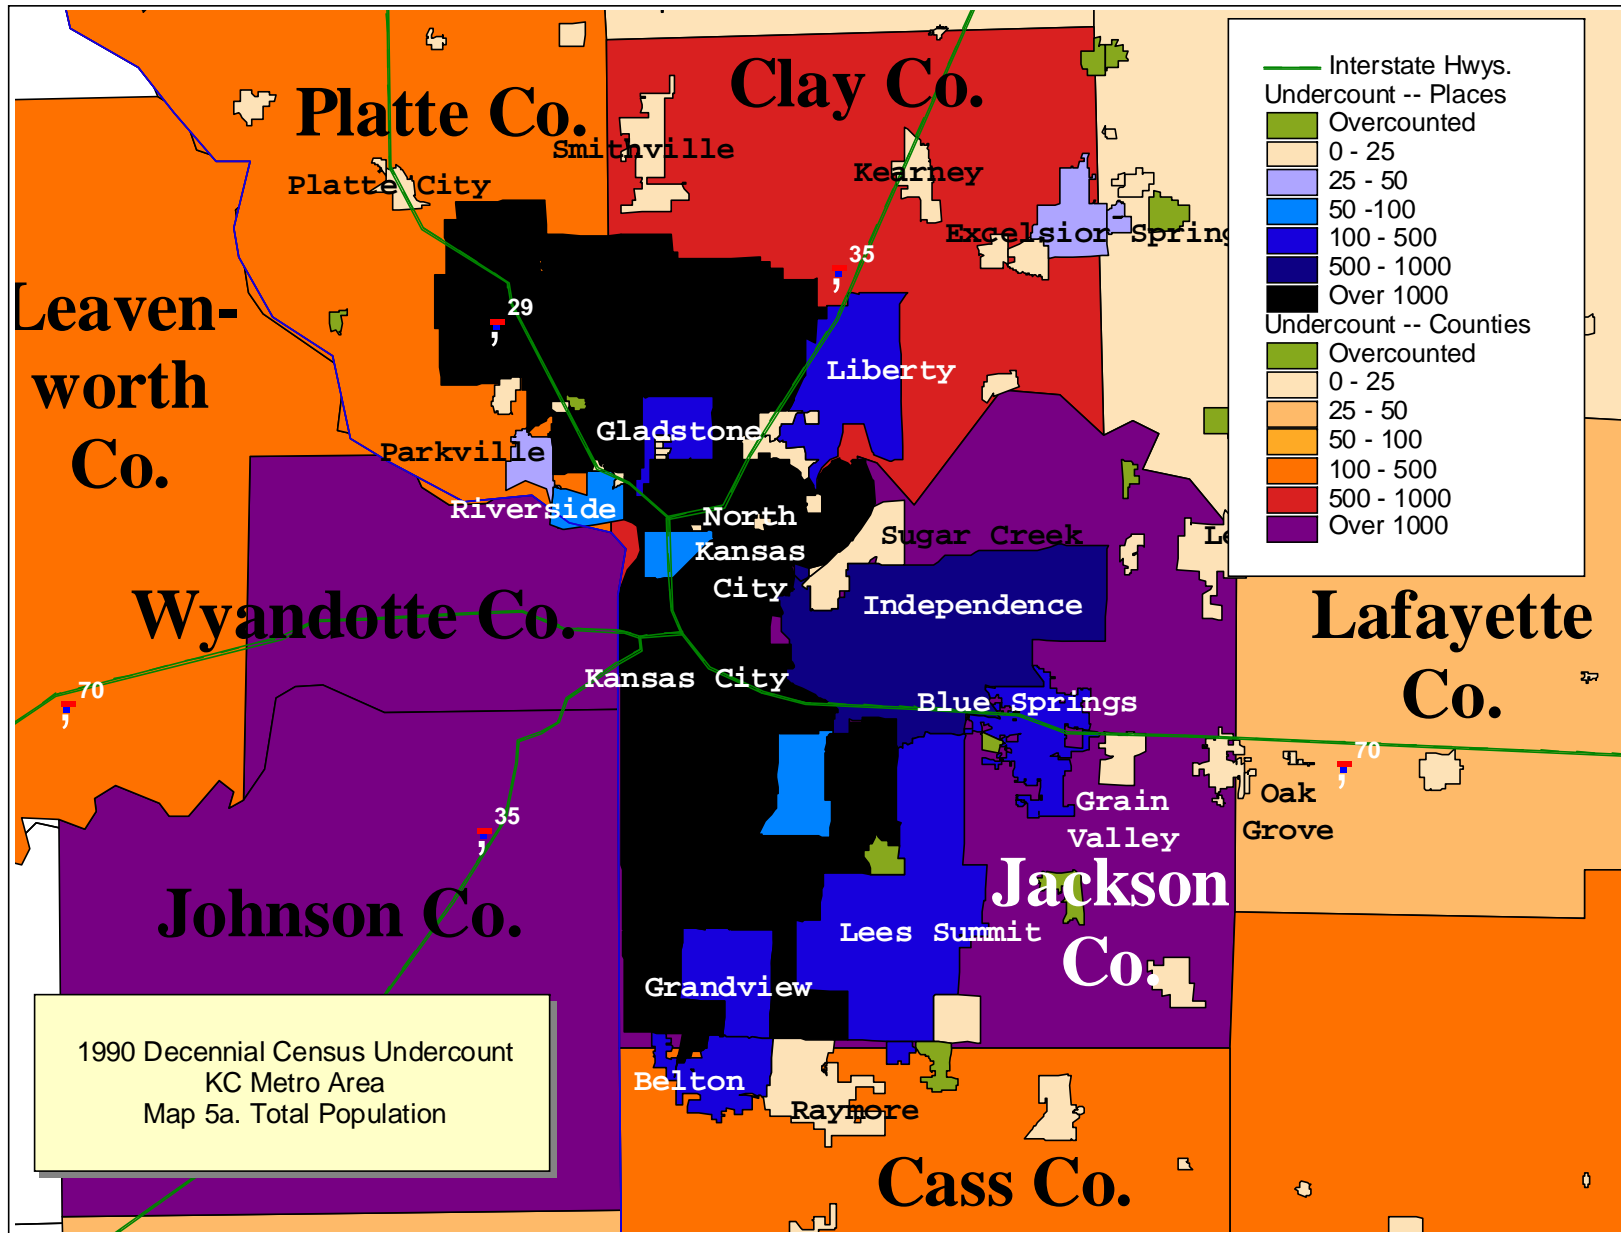 Clay Co.
Platte Co.
Smithville
Platte City
Kearney
Excelsior Spring
35
29
Leaven-
worth
Co.
Liberty
Gladstone
Parkville
Riverside
North
Kansas
City
Sugar Creek
Le
Independence
Wyandotte Co.
Kansas City
70
Blue Springs
Lafayette
Co.
70
Oak
Grove
Grain
Valley
35
Johnson Co.
Jackson
Co.
Lees Summit
Grandview
Belton
Raymore
Cass Co.
Interstate Hwys.
Undercount -- Places
Overcounted
0 - 25
25 - 50
50 -100
100 - 500
500 - 1000
Over 1000
Undercount -- Counties
Overcounted
0 - 25
25 - 50
50 - 100
100 - 500
500 - 1000
Over 1000
1990 Decennial Census Undercount
KC Metro Area
Map 5a. Total Population